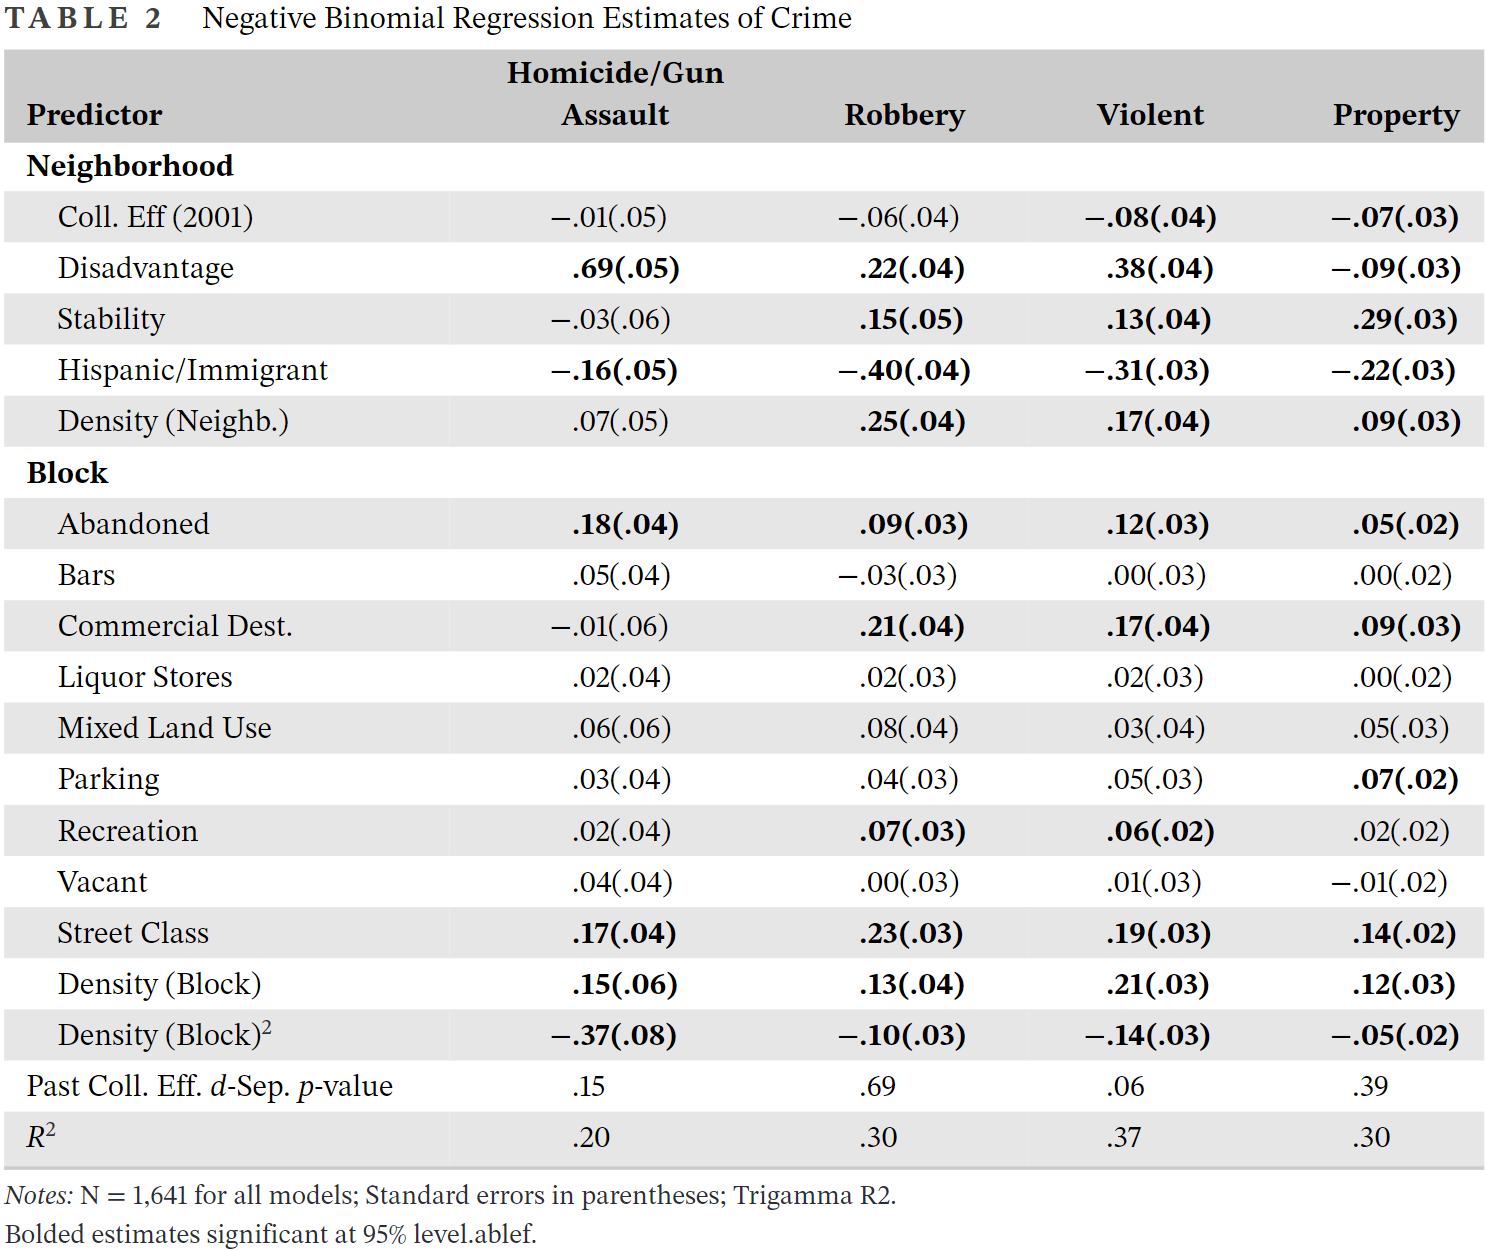 TABLE 2 Negative Binomial Regression Estimates of Crime
Homicide/Gun
Predictor Assault Robbery Violent Property
Neighborhood
Coll. Eff (2001) −.01(.05) −.06(.04) −.08(.04) −.07(.03)
Disadvantage .69(.05) .22(.04) .38(.04) −.09(.03)
Stability −.03(.06) .15(.05) .13(.04) .29(.03)
Hispanic/Immigrant −.16(.05) −.40(.04) −.31(.03) −.22(.03)
Density (Neighb.) .07(.05) .25(.04) .17(.04) .09(.03)
Block
Abandoned .18(.04) .09(.03) .12(.03) .05(.02)
Bars .05(.04) −.03(.03) .00(.03) .00(.02)
Commercial Dest. −.01(.06) .21(.04) .17(.04) .09(.03)
Liquor Stores .02(.04) .02(.03) .02(.03) .00(.02)
Mixed Land Use .06(.06) .08(.04) .03(.04) .05(.03)
Parking .03(.04) .04(.03) .05(.03) .07(.02)
Recreation .02(.04) .07(.03) .06(.02) .02(.02)
Vacant .04(.04) .00(.03) .01(.03) −.01(.02)
Street Class .17(.04) .23(.03) .19(.03) .14(.02)
Density (Block) .15(.06) .13(.04) .21(.03) .12(.03)
Density (Block)² −.37(.08) −.10(.03) −.14(.03) −.05(.02)
Past Coll. Eff. d-Sep. p-value .15 .69 .06 .39
R² .20 .30 .37 .30
Notes: N = 1,641 for all models; Standard errors in parentheses; Trigamma R2.
Bolded estimates significant at 95% level.ablef.